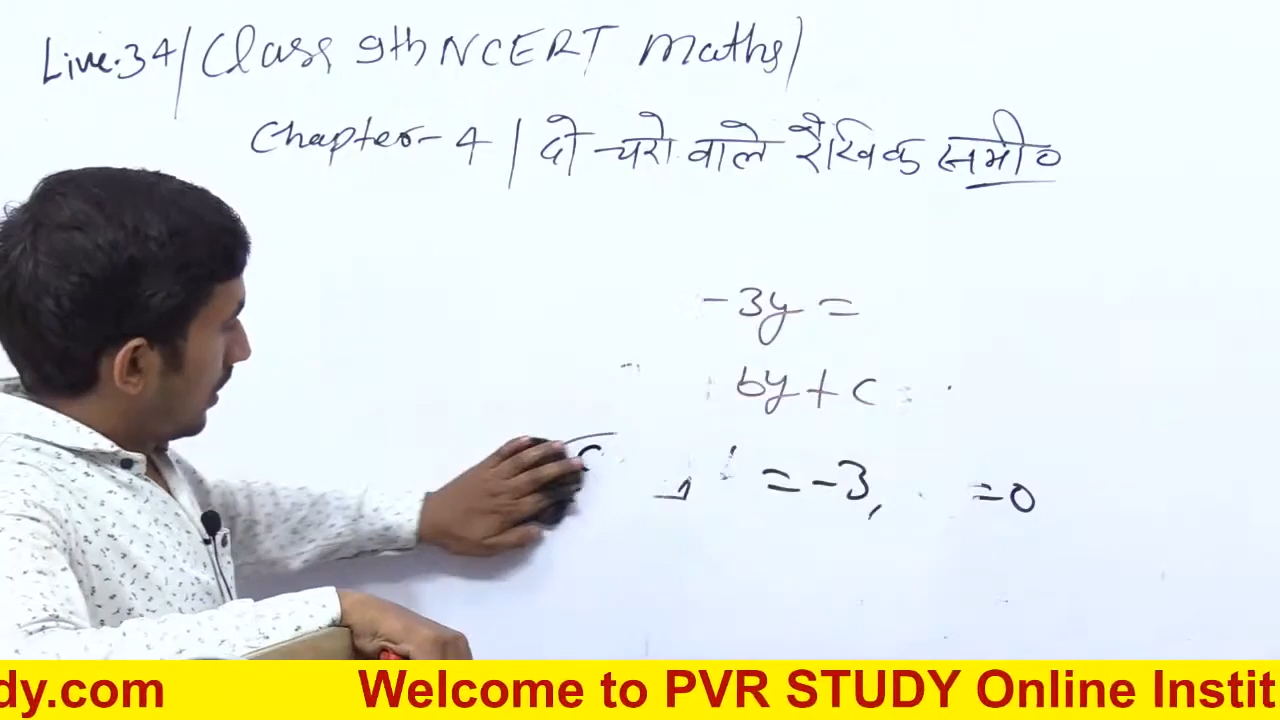 Live.34/ Class 9th NCERT Maths/
Chapter-4 / दो चरो वाले रैखिक समी०
-3y =
by + c
= -3, =0
dy.com Welcome to PVR STUDY Online Instit